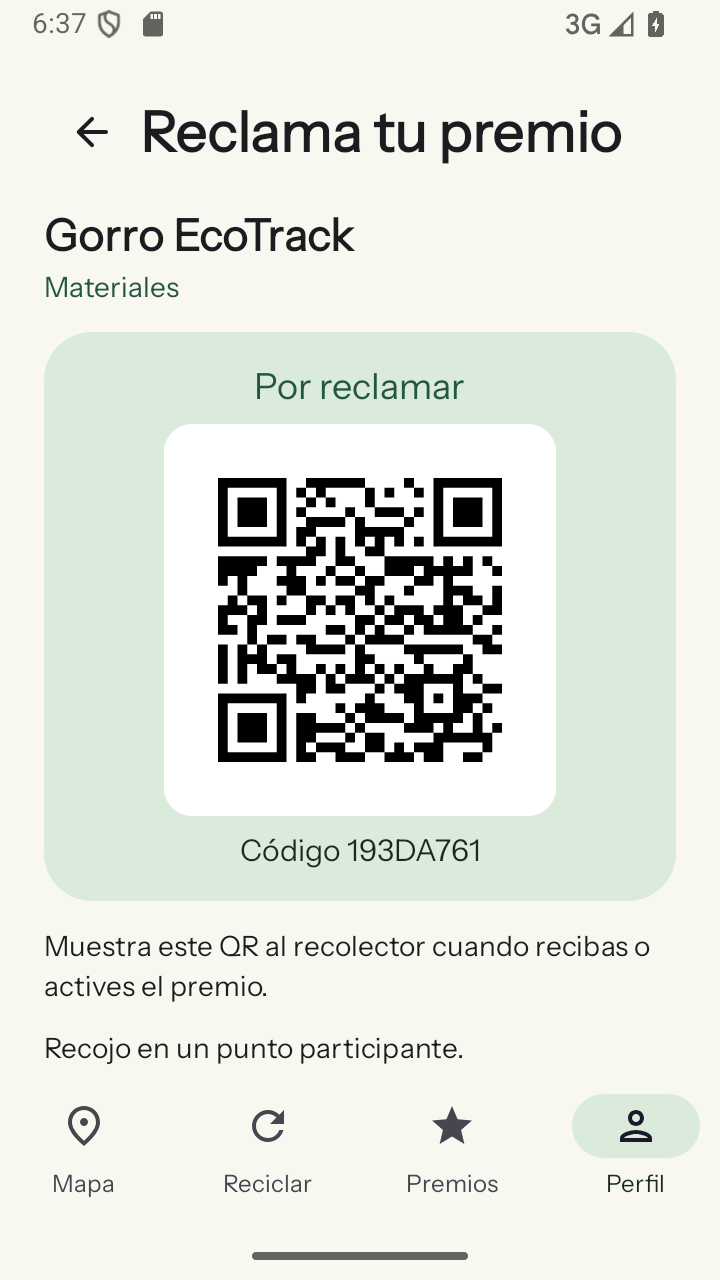 6:37
3G
Reclama tu premio
Gorro EcoTrack
Materiales
Por reclamar
Código 193DA761
Muestra este QR al recolector cuando recibas o
actives el premio.
Recojo en un punto participante.
Mapa
Reciclar
Premios
Perfil